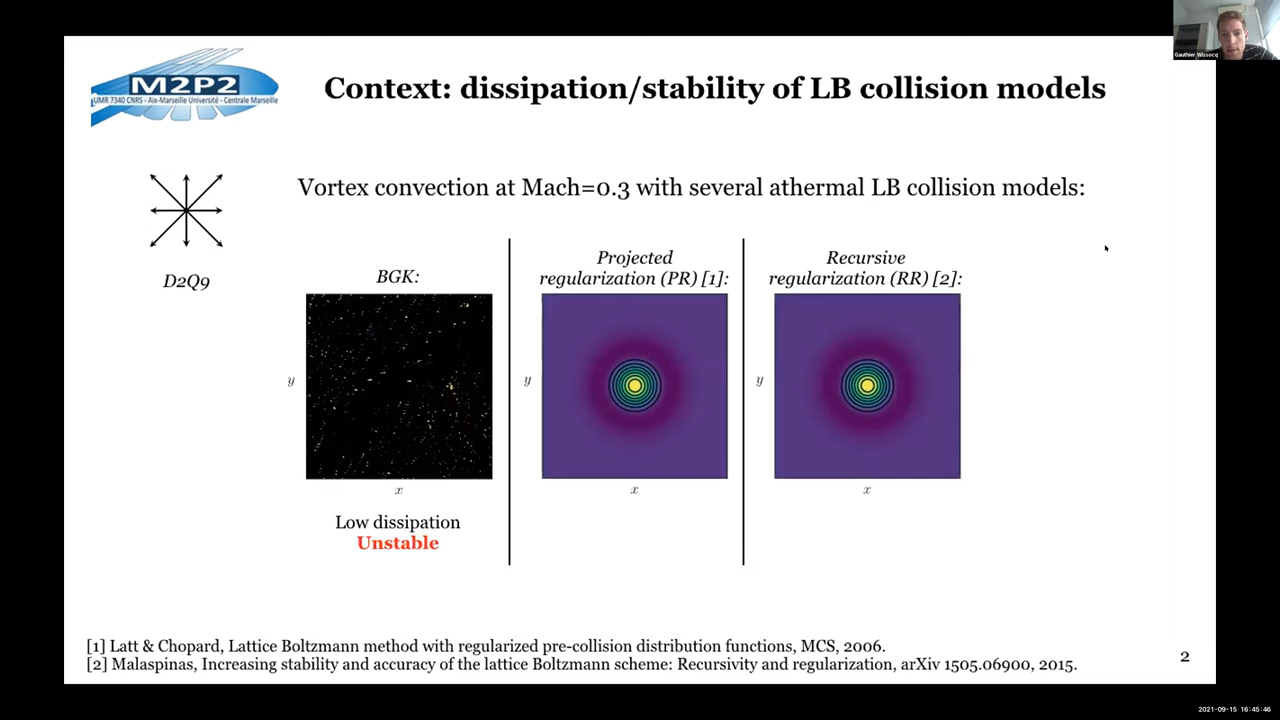 Gauthier Wissocq
M2P2
UMR 7340 CNRS - Aix-Marseille Université - Centrale Marseille
Context: dissipation/stability of LB collision models
Vortex convection at Mach=0.3 with several athermal LB collision models:
D2Q9
BGK:
y
x
Low dissipation
Unstable
Projected
regularization (PR) [1]:
y
x
Recursive
regularization (RR) [2]:
y
x
[1] Latt & Chopard, Lattice Boltzmann method with regularized pre-collision distribution functions, MCS, 2006.
[2] Malaspinas, Increasing stability and accuracy of the lattice Boltzmann scheme: Recursivity and regularization, arXiv 1505.06900, 2015.
2
2021-09-15 16:45:46